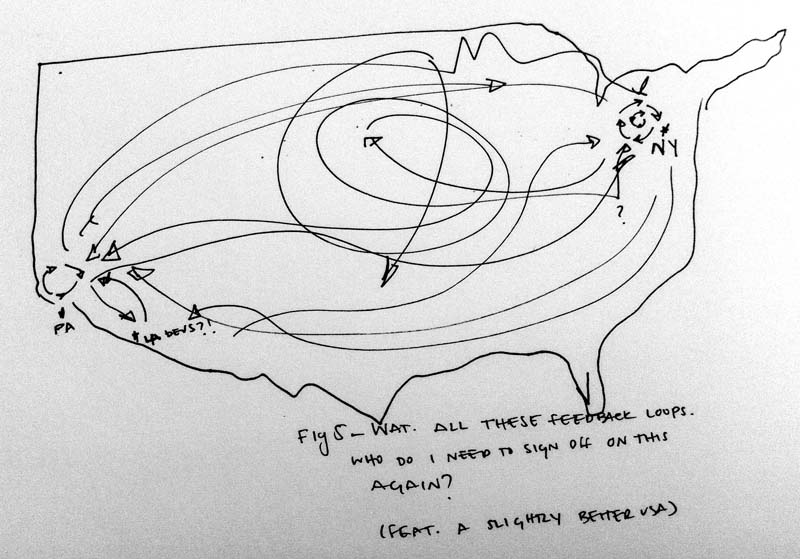 NY
?
PA
LA DEVS?!
Fig 5 – WAT. ALL THESE FEEDBACK LOOPS.
WHO DO I NEED TO SIGN OFF ON THIS
AGAIN?
(FEAT. A SLIGHTLY BETTER USA)